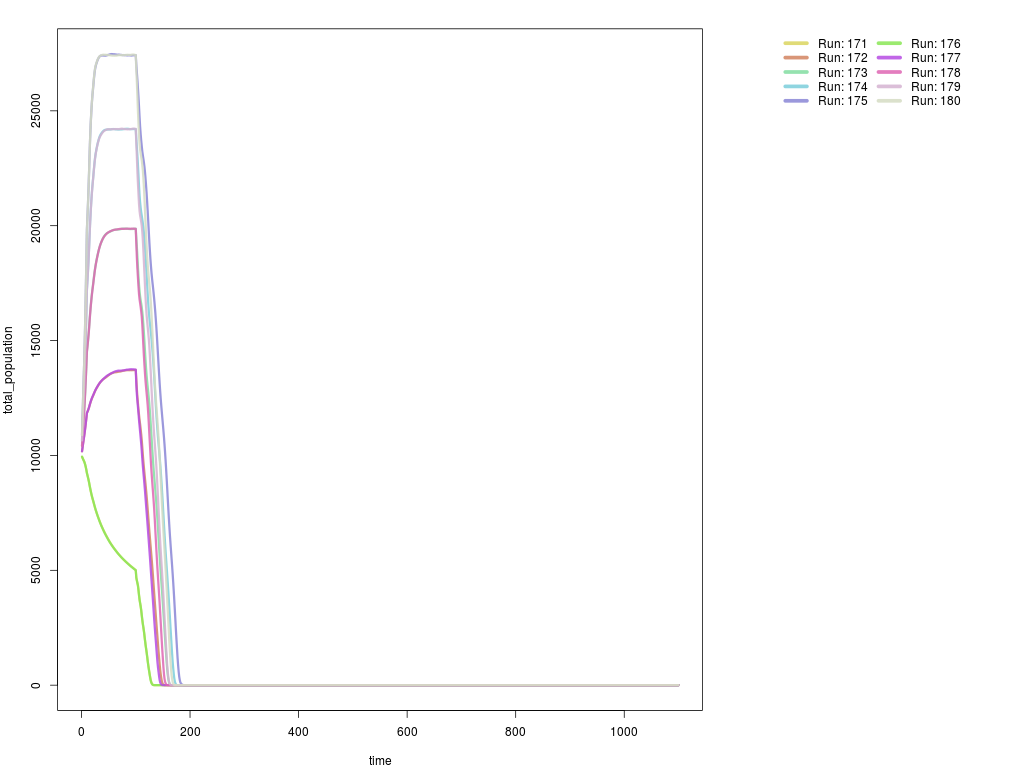 Run: 171 Run: 176
Run: 172 Run: 177
Run: 173 Run: 178
Run: 174 Run: 179
Run: 175 Run: 180
total_population
25000
20000
15000
10000
5000
0
0 200 400 600 800 1000
time